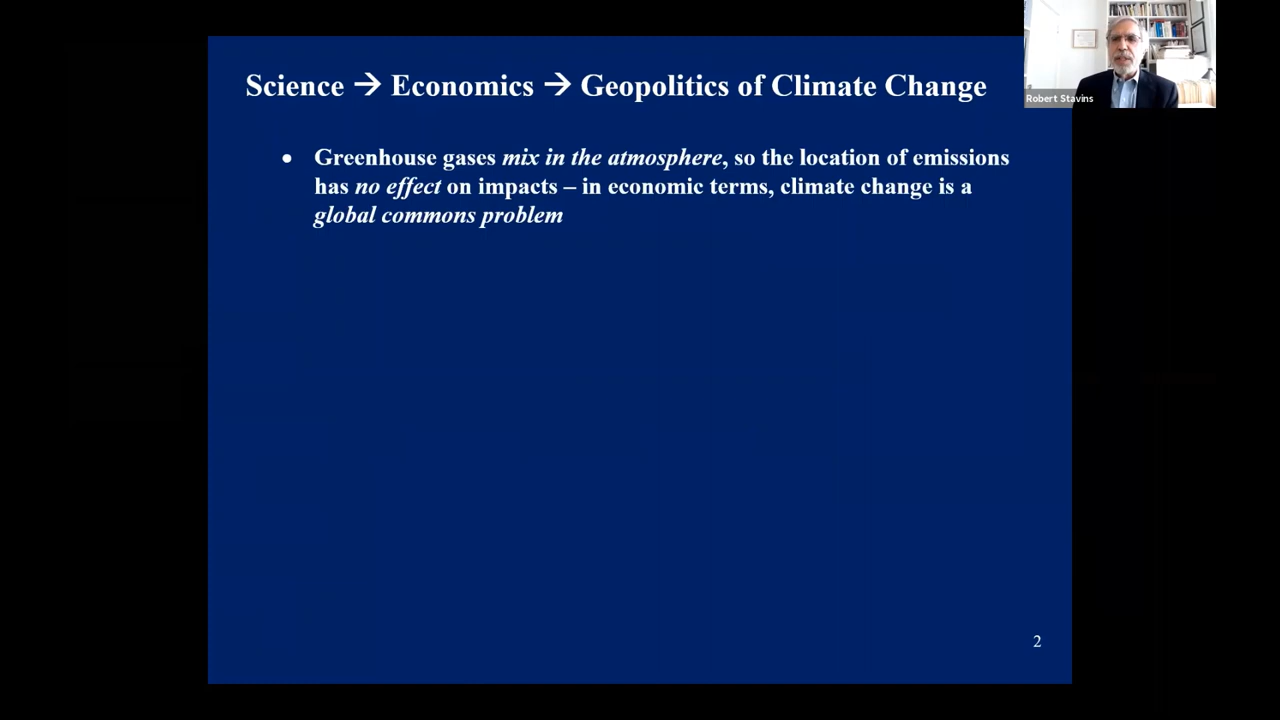 Science → Economics → Geopolitics of Climate Change
Robert Stavins
• Greenhouse gases mix in the atmosphere, so the location of emissions
has no effect on impacts – in economic terms, climate change is a
global commons problem
2